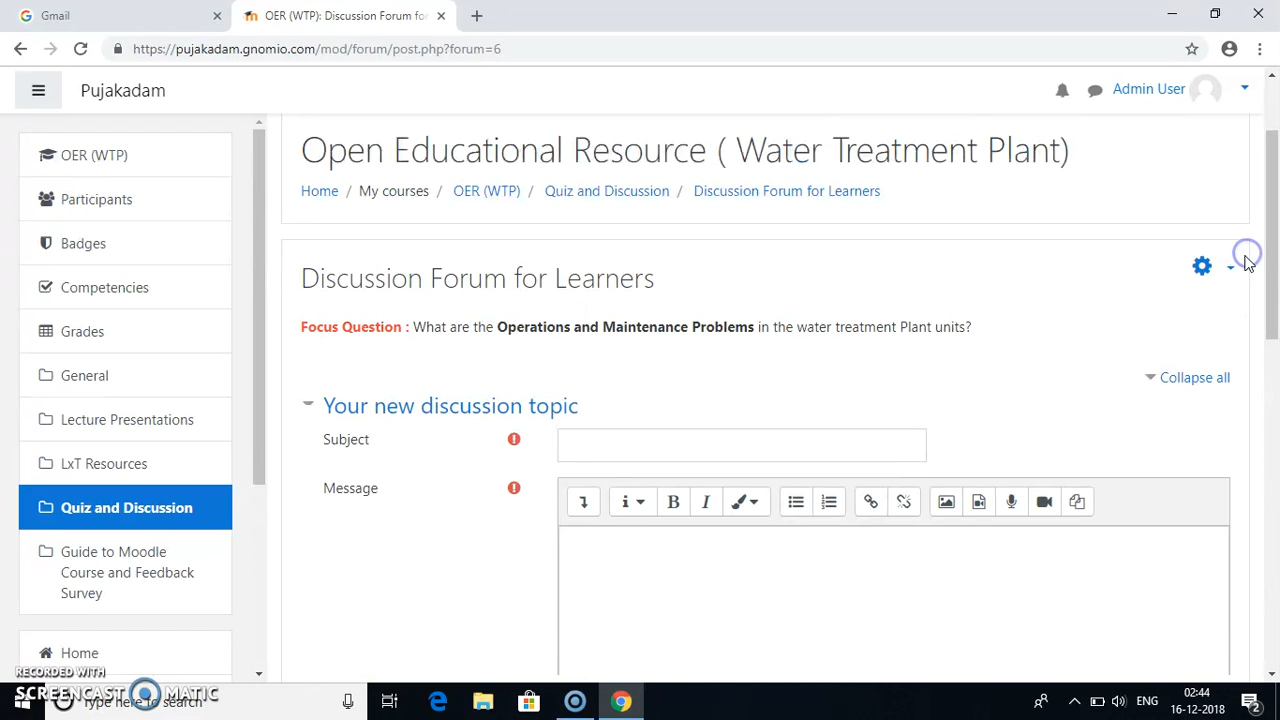 Gmail
OER (WTP): Discussion Forum for
https://pujakadam.gnomio.com/mod/forum/post.php?forum=6
Pujakadam
Admin User
OER (WTP)
Participants
Badges
Competencies
Grades
General
Lecture Presentations
LxT Resources
Quiz and Discussion
Guide to Moodle
Course and Feedback
Survey
Home
Open Educational Resource ( Water Treatment Plant)
Home / My courses / OER (WTP) / Quiz and Discussion / Discussion Forum for Learners
Discussion Forum for Learners
Focus Question : What are the Operations and Maintenance Problems in the water treatment Plant units?
Collapse all
Your new discussion topic
Subject
Message
B I
RECORDED WITH
SCREENCAST MATIC
Type here to search
ENG
02:44
16-12-2018
2